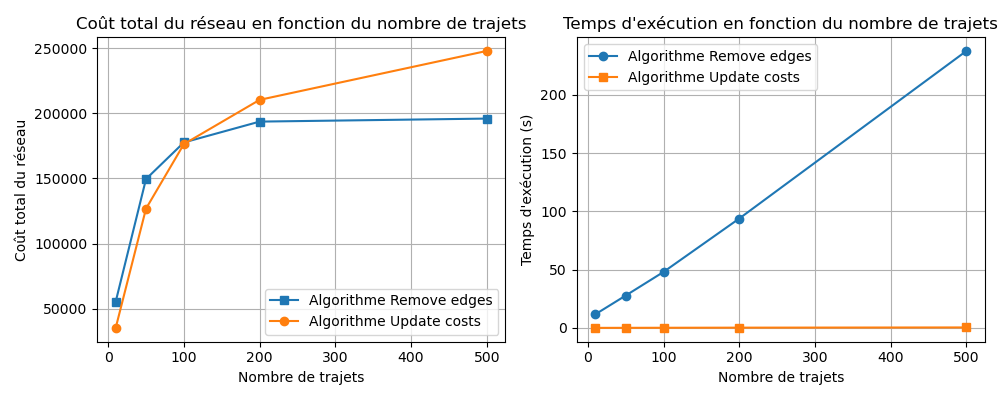 Coût total du réseau en fonction du nombre de trajets
250000
200000
150000
100000
50000
Coût total du réseau
Algorithme Remove edges
Algorithme Update costs
0 100 200 300 400 500
Nombre de trajets
Temps d'exécution en fonction du nombre de trajets
Algorithme Remove edges
Algorithme Update costs
200
150
100
50
0
Temps d'exécution (s)
0 100 200 300 400 500
Nombre de trajets